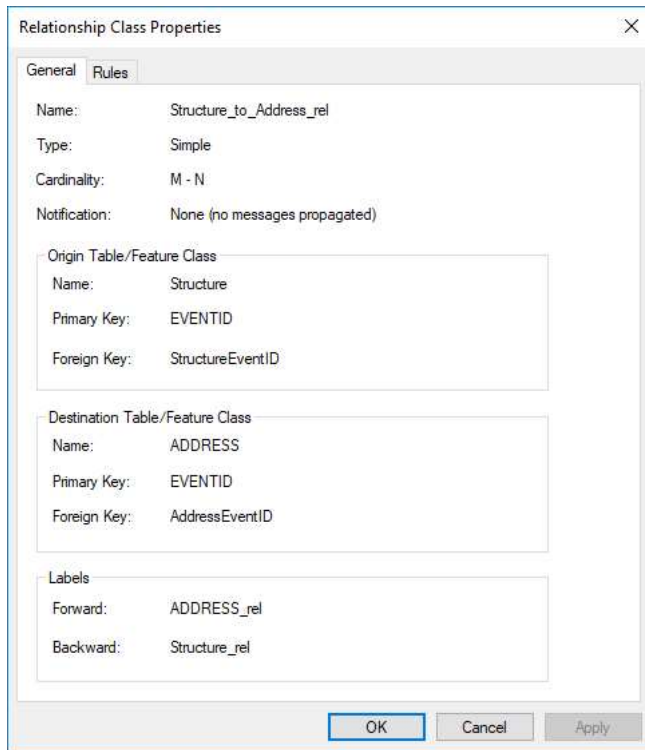 Relationship Class Properties
General Rules
Name: Structure_to_Address_rel
Type: Simple
Cardinality: M - N
Notification: None (no messages propagated)
Origin Table/Feature Class
Name: Structure
Primary Key: EVENTID
Foreign Key: StructureEventID
Destination Table/Feature Class
Name: ADDRESS
Primary Key: EVENTID
Foreign Key: AddressEventID
Labels
Forward: ADDRESS_rel
Backward: Structure_rel
OK Cancel Apply